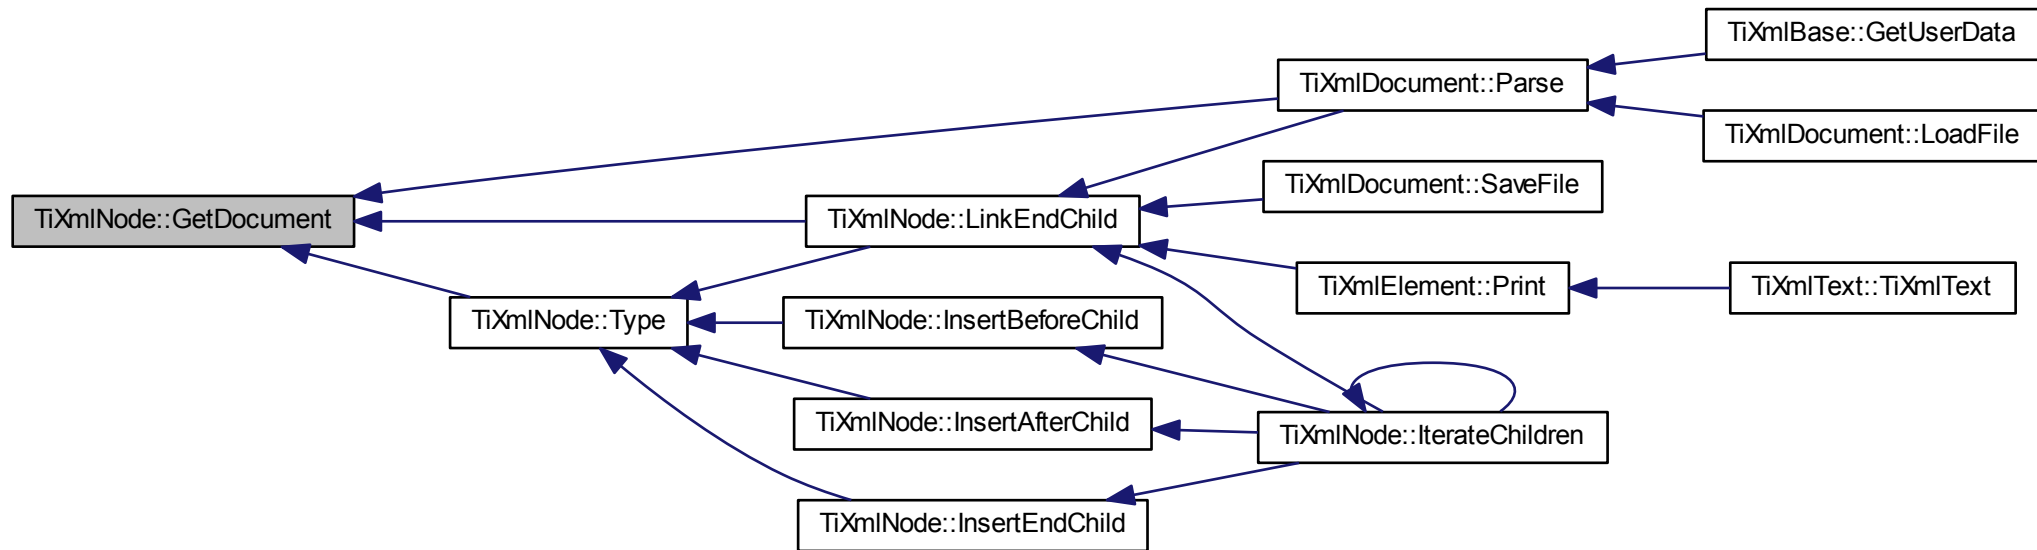 TiXmlBase::GetUserData
TiXmlDocument::Parse
TiXmlDocument::LoadFile
TiXmlDocument::SaveFile
TiXmlNode::GetDocument
TiXmlNode::LinkEndChild
TiXmlElement::Print
TiXmlText::TiXmlText
TiXmlNode::Type
TiXmlNode::InsertBeforeChild
TiXmlNode::InsertAfterChild
TiXmlNode::IterateChildren
TiXmlNode::InsertEndChild